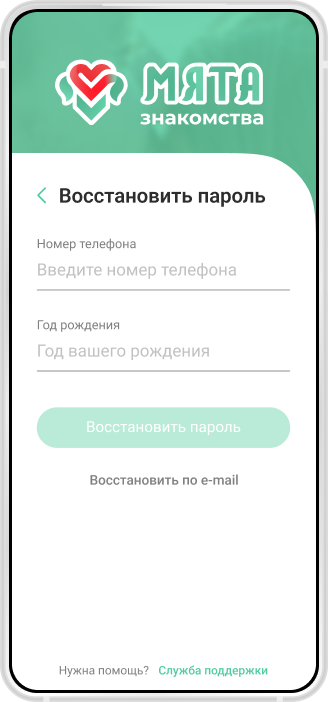 МЯТА
знакомства
Восстановить пароль
Номер телефона
Введите номер телефона
Год рождения
Год вашего рождения
Восстановить пароль
Восстановить по e-mail
Нужна помощь? Служба поддержки